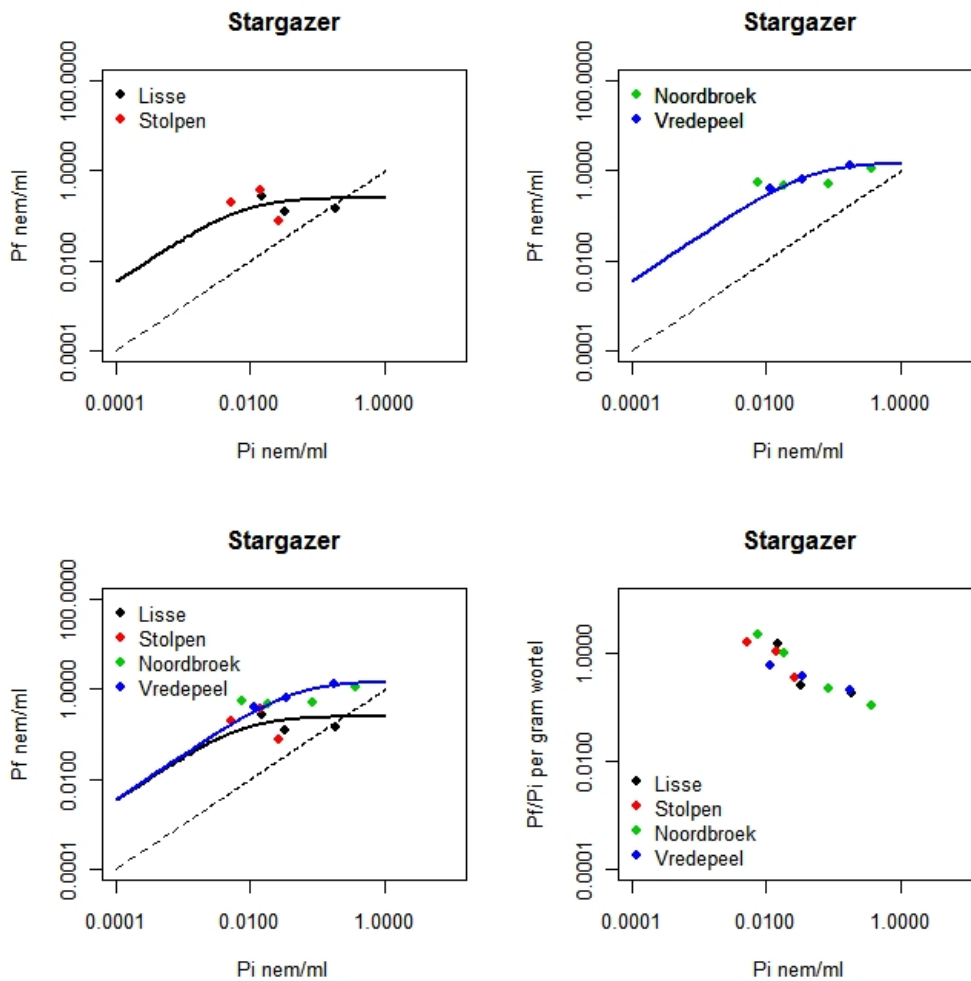 Stargazer
Lisse
Stolpen
Pf nem/ml
100.0000
1.0000
0.0100
0.0001
0.0001 0.0100 1.0000
Pi nem/ml
Stargazer
Noordbroek
Vredepeel
Pf nem/ml
100.0000
1.0000
0.0100
0.0001
0.0001 0.0100 1.0000
Pi nem/ml
Stargazer
Lisse
Stolpen
Noordbroek
Vredepeel
Pf nem/ml
100.0000
1.0000
0.0100
0.0001
0.0001 0.0100 1.0000
Pi nem/ml
Stargazer
Lisse
Stolpen
Noordbroek
Vredepeel
Pf/Pi per gram wortel
1.0000
0.0100
0.0001
0.0001 0.0100 1.0000
Pi nem/ml